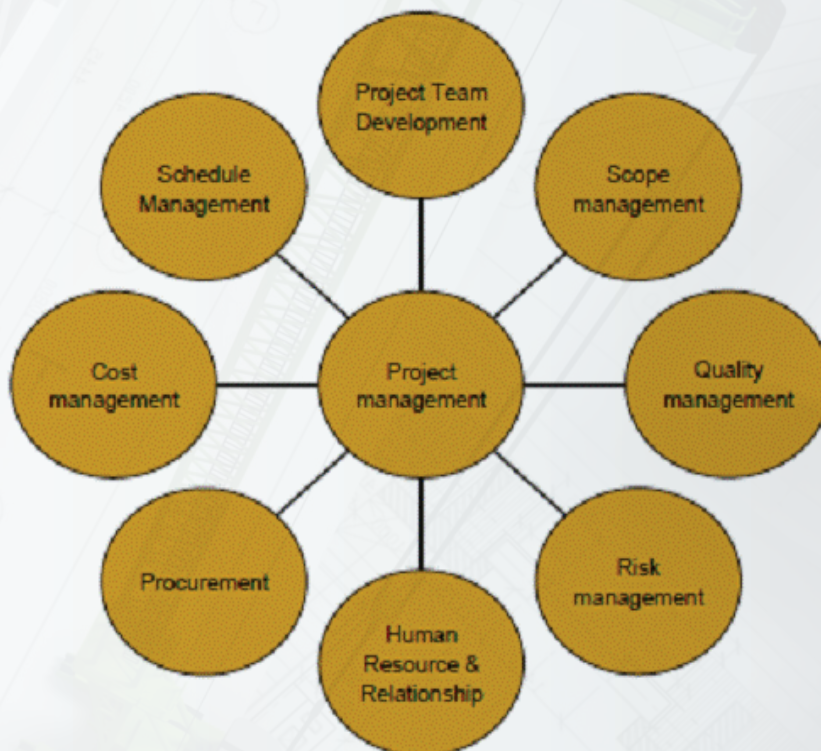 Project Team
Development
Schedule
Management
Scope
management
Cost
management
Project
management
Quality
management
Procurement
Risk
management
Human
Resource &
Relationship